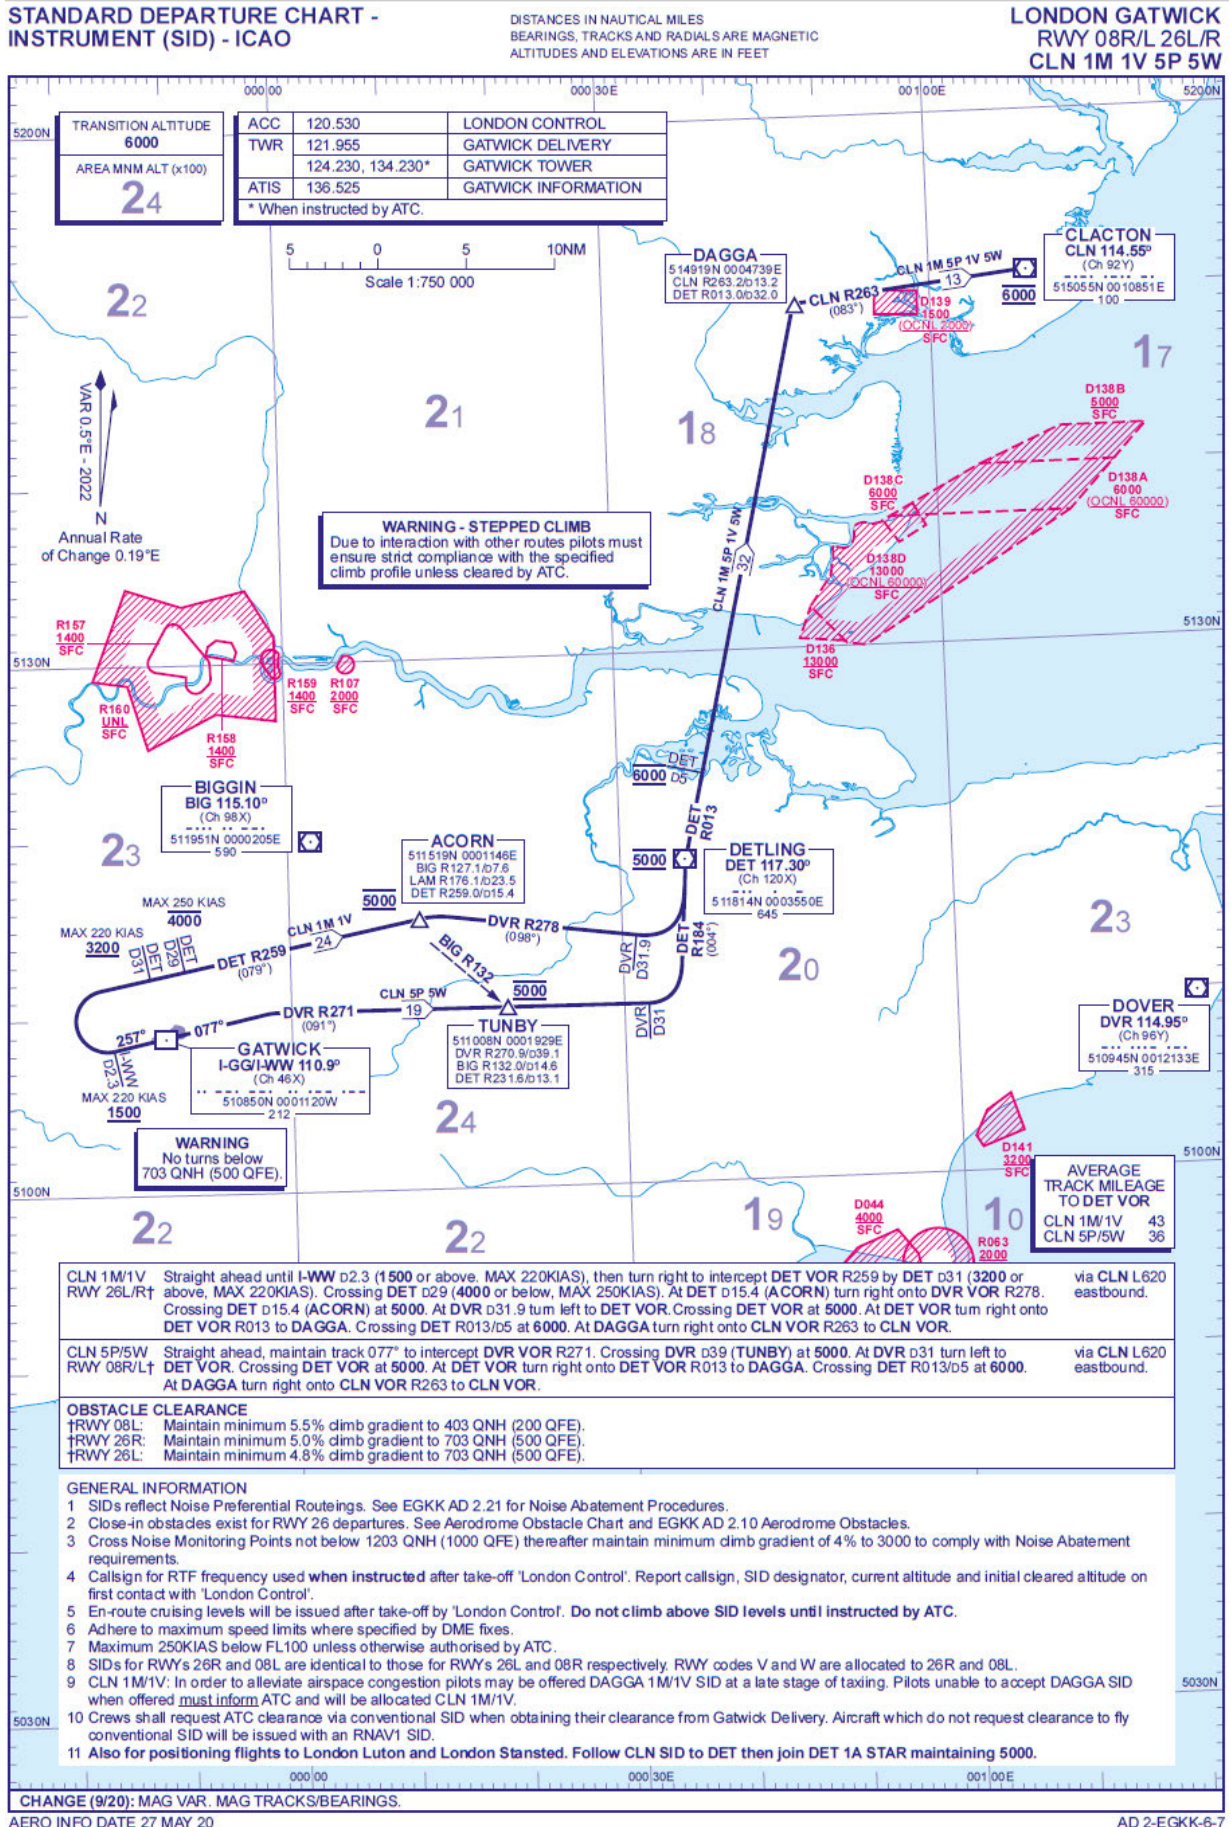 STANDARD DEPARTURE CHART -
INSTRUMENT (SID) - ICAO
DISTANCES IN NAUTICAL MILES
BEARINGS, TRACKS AND RADIALS ARE MAGNETIC
ALTITUDES AND ELEVATIONS ARE IN FEET
LONDON GATWICK
RWY 08R/L 26L/R
CLN 1M 1V 5P 5W
000 00E
000 30E
001 00E
5200N
5200N
TRANSITION ALTITUDE
6000
AREA MNM ALT (x100)
24
ACC 120.530 LONDON CONTROL
TWR 121.955 GATWICK DELIVERY
124.230, 134.230* GATWICK TOWER
ATIS 136.525 GATWICK INFORMATION
* When instructed by ATC.
5 0 5 10NM
Scale 1:750 000
DAGGA
514919N 0004739E
CLN R263.2/D13.2
DET R013.0/D32.0
CLACTON
CLN 114.55°
(Ch 92Y)
515055N 0010851E
100
CLN 1M 5P 1V 5W
13
6000
CLN R263
(083°)
D139
1500
(OCNL 2000)
SFC
22
17
21
18
VAR 0.5°E - 2022
N
Annual Rate
of Change 0.19°E
D138B
5000
SFC
D138A
6000
(OCNL 60000)
SFC
D138C
6000
SFC
D138D
13000
(OCNL 60000)
SFC
D136
13000
SFC
WARNING - STEPPED CLIMB
Due to interaction with other routes pilots must
ensure strict compliance with the specified
climb profile unless cleared by ATC.
CLN 1M 5P 1V 5W
32
5130N
5130N
R157
1400
SFC
R160
UNL
SFC
R158
1400
SFC
R159
1400
SFC
R107
2000
SFC
BIGGIN
BIG 115.10°
(Ch 98X)
511951N 0000205E
590
23
6000
DET
D5
DET
R013
ACORN
511519N 0001146E
BIG R127.1/D7.6
LAM R176.1/D23.5
DET R259.0/D15.4
5000
DETLING
DET 117.30°
(Ch 120X)
511814N 0003550E
645
5000
MAX 250 KIAS
4000
MAX 220 KIAS
3200
DET
D31
DET
D29
CLN 1M 1V
24
DET R259
(079°)
DVR R278
(098°)
DVR
D31.9
DET
R184
(004°)
23
20
BIG R132
CLN 5P 5W
19
5000
DVR R271
(091°)
DVR
D31
257°
077°
I-WW
D2.3
MAX 220 KIAS
1500
GATWICK
I-GG/I-WW 110.9°
(Ch 46X)
510850N 0001120W
212
TUNBY
511008N 0001929E
DVR R270.9/D39.1
BIG R132.0/D14.6
DET R231.6/D13.1
DOVER
DVR 114.95°
(Ch 96Y)
510945N 0012133E
315
24
WARNING
No turns below
703 QNH (500 QFE).
D141
3200
SFC
5100N
5100N
AVERAGE
TRACK MILEAGE
TO DET VOR
CLN 1M/1V 43
CLN 5P/5W 36
22
22
19
10
D044
4000
SFC
R063
2000
CLN 1M/1V Straight ahead until I-WW D2.3 (1500 or above. MAX 220KIAS), then turn right to intercept DET VOR R259 by DET D31 (3200 or via CLN L620
RWY 26L/R† above, MAX 220KIAS). Crossing DET D29 (4000 or below, MAX 250KIAS). At DET D15.4 (ACORN) turn right onto DVR VOR R278. eastbound.
Crossing DET D15.4 (ACORN) at 5000. At DVR D31.9 turn left to DET VOR. Crossing DET VOR at 5000. At DET VOR turn right onto
DET VOR R013 to DAGGA. Crossing DET R013/D5 at 6000. At DAGGA turn right onto CLN VOR R263 to CLN VOR.
CLN 5P/5W Straight ahead, maintain track 077° to intercept DVR VOR R271. Crossing DVR D39 (TUNBY) at 5000. At DVR D31 turn left to via CLN L620
RWY 08R/L† DET VOR. Crossing DET VOR at 5000. At DET VOR turn right onto DET VOR R013 to DAGGA. Crossing DET R013/D5 at 6000. eastbound.
At DAGGA turn right onto CLN VOR R263 to CLN VOR.
OBSTACLE CLEARANCE
†RWY 08L: Maintain minimum 5.5% climb gradient to 403 QNH (200 QFE).
†RWY 26R: Maintain minimum 5.0% climb gradient to 703 QNH (500 QFE).
†RWY 26L: Maintain minimum 4.8% climb gradient to 703 QNH (500 QFE).
GENERAL INFORMATION
1 SIDs reflect Noise Preferential Routeings. See EGKK AD 2.21 for Noise Abatement Procedures.
2 Close-in obstacles exist for RWY 26 departures. See Aerodrome Obstacle Chart and EGKK AD 2.10 Aerodrome Obstacles.
3 Cross Noise Monitoring Points not below 1203 QNH (1000 QFE) thereafter maintain minimum climb gradient of 4% to 3000 to comply with Noise Abatement
requirements.
4 Callsign for RTF frequency used when instructed after take-off 'London Control'. Report callsign, SID designator, current altitude and initial cleared altitude on
first contact with 'London Control'.
5 En-route cruising levels will be issued after take-off by 'London Control'. Do not climb above SID levels until instructed by ATC.
6 Adhere to maximum speed limits where specified by DME fixes.
7 Maximum 250KIAS below FL100 unless otherwise authorised by ATC.
8 SIDs for RWYs 26R and 08L are identical to those for RWYs 26L and 08R respectively. RWY codes V and W are allocated to 26R and 08L.
9 CLN 1M/1V: In order to alleviate airspace congestion pilots may be offered DAGGA 1M/1V SID at a late stage of taxiing. Pilots unable to accept DAGGA SID
when offered must inform ATC and will be allocated CLN 1M/1V.
10 Crews shall request ATC clearance via conventional SID when obtaining their clearance from Gatwick Delivery. Aircraft which do not request clearance to fly
conventional SID will be issued with an RNAV1 SID.
11 Also for positioning flights to London Luton and London Stansted. Follow CLN SID to DET then join DET 1A STAR maintaining 5000.
5030N
5030N
000 00E
000 30E
001 00E
CHANGE (9/20): MAG VAR. MAG TRACKS/BEARINGS.
AERO INFO DATE 27 MAY 20
AD 2-EGKK-6-7